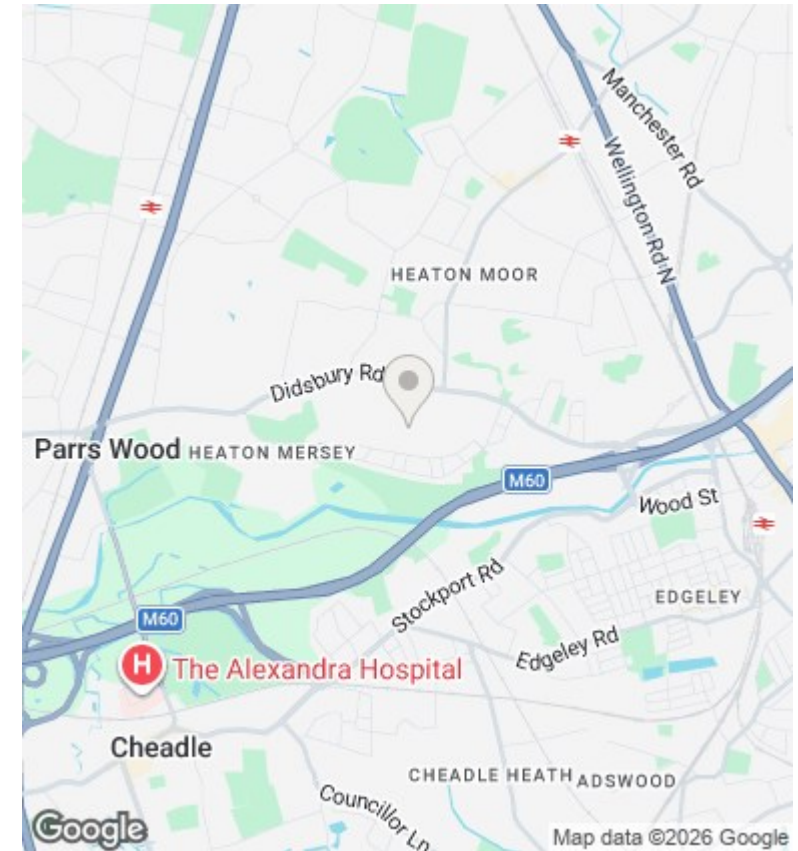 Manchester Rd
Wellington Rd N
HEATON MOOR
Didsbury Rd
Parrs Wood
HEATON MERSEY
M60
Wood St
Stockport Rd
EDGELEY
M60
Edgeley Rd
H
The Alexandra Hospital
Cheadle
CHEADLE HEATH
ADSWOOD
Councillor Ln
Google
Map data ©2026 Google